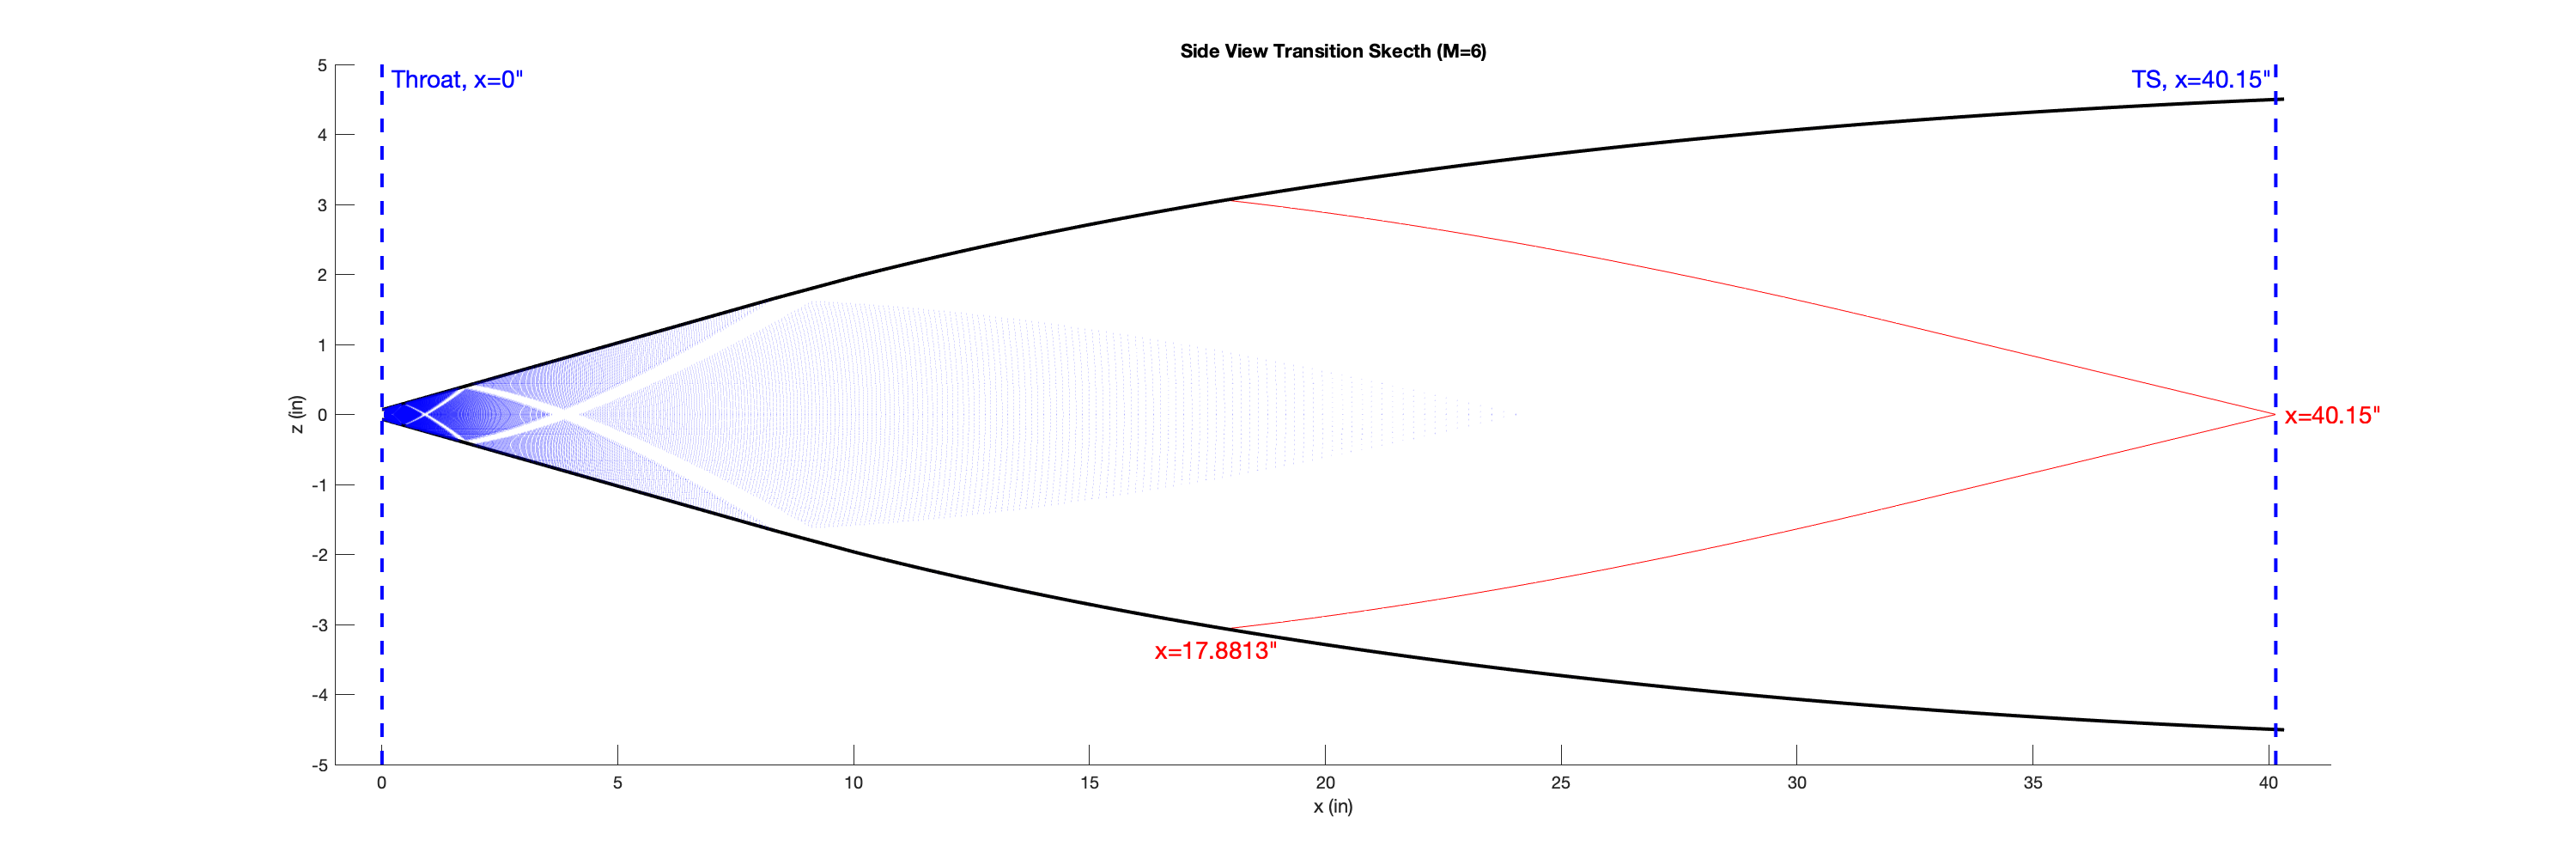 Side View Transition Skecth (M=6)
Throat, x=0"
TS, x=40.15"
5
4
3
2
1
0
-1
-2
-3
-4
-5
z (in)
x=40.15"
x=17.8813"
0
5
10
15
20
25
30
35
40
x (in)